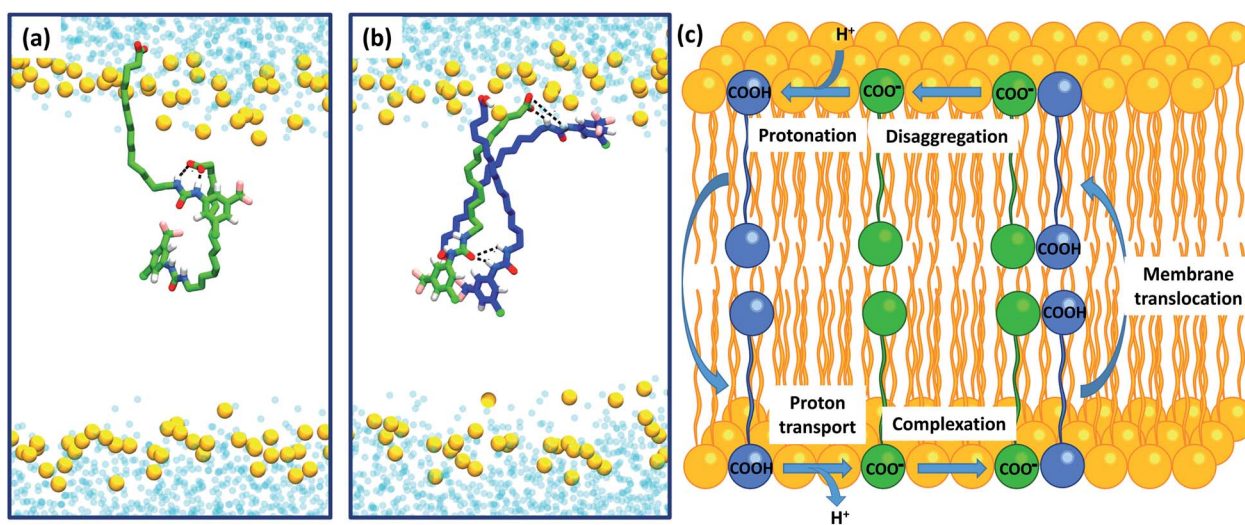 (a)
(b)
(c)
H⁺
COOH
COO⁻
COO⁻
Protonation
Disaggregation
COOH
Membrane
translocation
COOH
Proton
transport
Complexation
COOH
COO⁻
COO⁻
H⁺